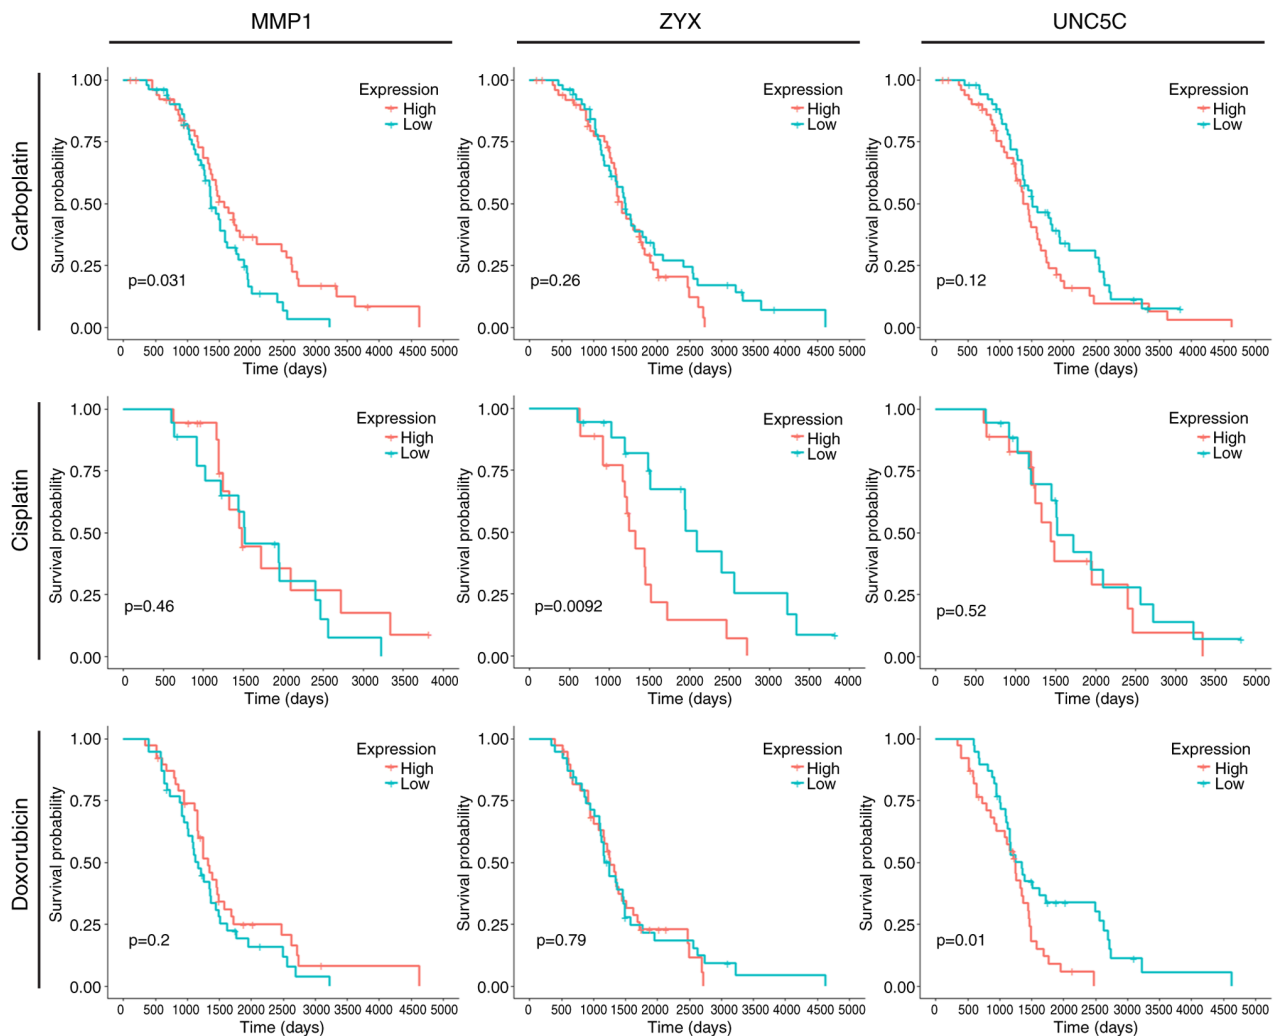 MMP1 ZYX UNC5C
Carboplatin
Survival probability
1.00
0.75
0.50
0.25
0.00
Expression
High
Low
p=0.031
0 500 1000 1500 2000 2500 3000 3500 4000 4500 5000
Time (days)
Survival probability
1.00
0.75
0.50
0.25
0.00
Expression
High
Low
p=0.26
0 500 1000 1500 2000 2500 3000 3500 4000 4500 5000
Time (days)
Survival probability
1.00
0.75
0.50
0.25
0.00
Expression
High
Low
p=0.12
0 500 1000 1500 2000 2500 3000 3500 4000 4500 5000
Time (days)
Cisplatin
Survival probability
1.00
0.75
0.50
0.25
0.00
Expression
High
Low
p=0.46
0 500 1000 1500 2000 2500 3000 3500 4000
Time (days)
Survival probability
1.00
0.75
0.50
0.25
0.00
Expression
High
Low
p=0.0092
0 500 1000 1500 2000 2500 3000 3500 4000
Time (days)
Survival probability
1.00
0.75
0.50
0.25
0.00
Expression
High
Low
p=0.52
0 500 1000 1500 2000 2500 3000 3500 5000
Time (days)
Doxorubicin
Survival probability
1.00
0.75
0.50
0.25
0.00
Expression
High
Low
p=0.2
0 500 1000 1500 2000 2500 3000 3500 4000 4500 5000
Time (days)
Survival probability
1.00
0.75
0.50
0.25
0.00
Expression
High
Low
p=0.79
0 500 1000 1500 2000 2500 3000 3500 4000 4500 5000
Time (days)
Survival probability
1.00
0.75
0.50
0.25
0.00
Expression
High
Low
p=0.01
0 500 1000 1500 2000 2500 3000 3500 4000 4500 5000
Time (days)